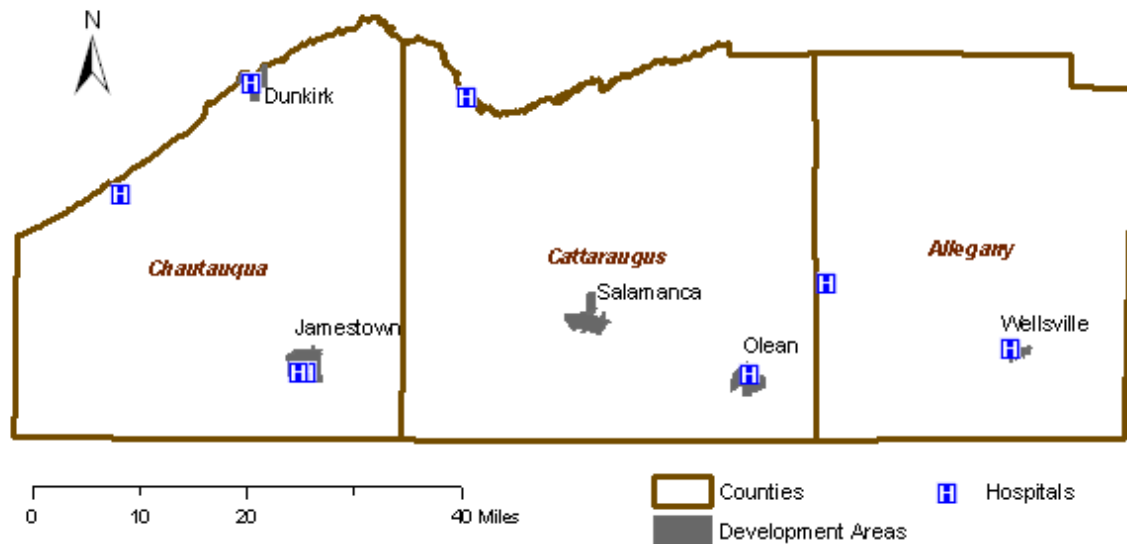 N
H
Dunkirk
H
H
Chautauqua
Cattaraugus
Allegany
H
Salamanca
Jamestown
Wellsville
Olean
H
H
H
0 10 20 40 Miles
Counties
H Hospitals
Development Areas